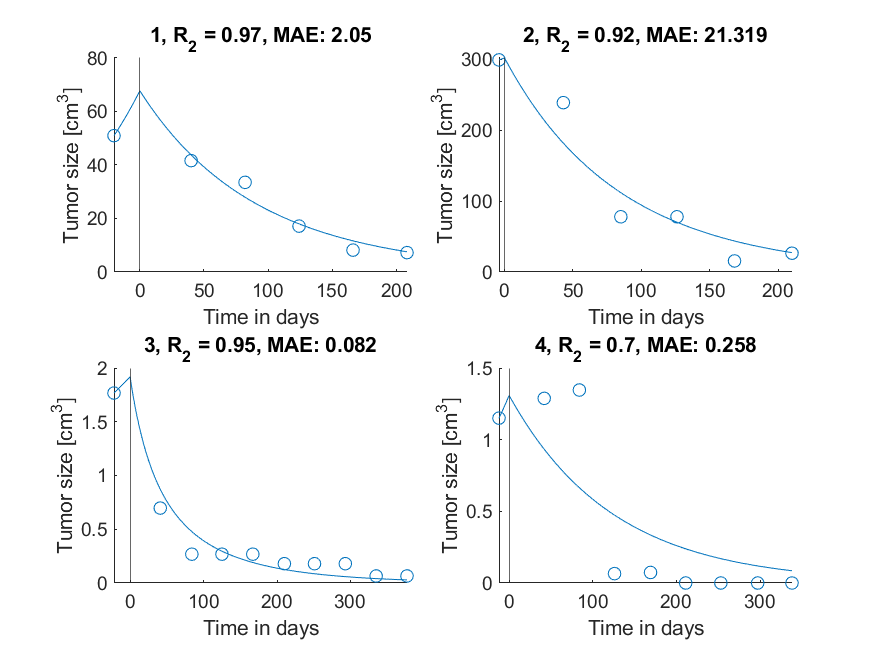 1, R₂ = 0.97, MAE: 2.05
80
60
40
20
0
Tumor size [cm³]
0 50 100 150 200
Time in days
2, R₂ = 0.92, MAE: 21.319
300
200
100
0
Tumor size [cm³]
0 50 100 150 200
Time in days
3, R₂ = 0.95, MAE: 0.082
2
1.5
1
0.5
0
Tumor size [cm³]
0 100 200 300
Time in days
4, R₂ = 0.7, MAE: 0.258
1.5
1
0.5
0
Tumor size [cm³]
0 100 200 300
Time in days